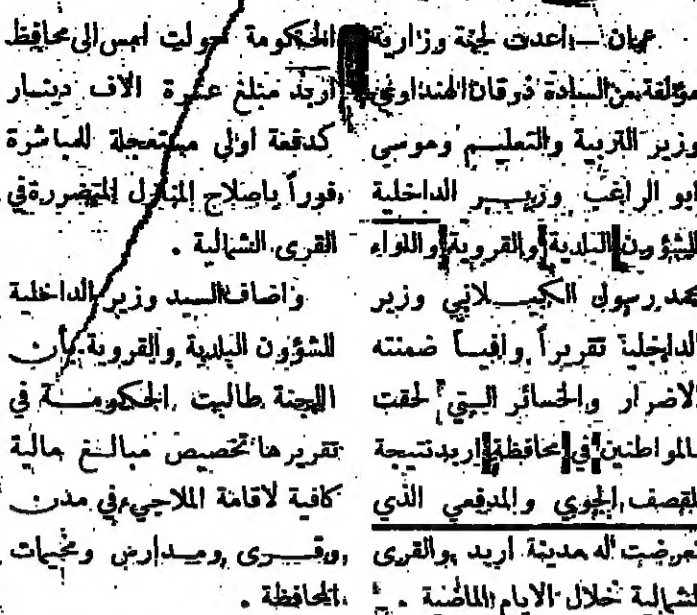 عمان — اعدت لجنة وزارية
مؤلفة من السادة ذوقان الهنداوي
وزير التربية والتعليم وموسى
ابو الراغب وزير الداخلية
للشؤون البلدية والقروية واللواء
محمد رسول الكيلاني وزير
الداخلية تقريراً وافياً ضمنته
الاضرار والخسائر التي لحقت
بالمواطنين في محافظة اربد نتيجة
للقصف الجوي والمدفعي الذي
تعرضت له مدينة اربد والقرى
الشمالية خلال الايام الماضية .
الحكومة حولت امس الى محافظ
اربد مبلغ عشرة الاف دينار
كدفعة اولى مستعجلة للمباشرة
فوراً باصلاح المنازل المتضررة في
القرى الشمالية .
واضاف السيد وزير الداخلية
للشؤون البلدية والقروية بأن
اللجنة طالبت الحكومة في
تقريرها تخصيص مبالغ مالية
كافية لاقامة الملاجيء في مدن
وقرى ومدارس ومخيمات
المحافظة .